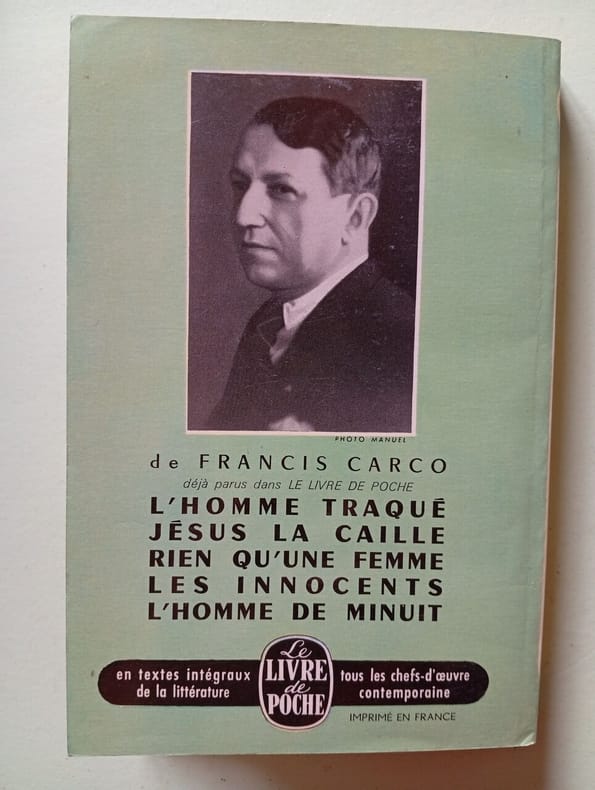 PHOTO MANUEL
de FRANCIS CARCO
déjà parus dans LE LIVRE DE POCHE
L'HOMME TRAQUÉ
JÉSUS LA CAILLE
RIEN QU'UNE FEMME
LES INNOCENTS
L'HOMME DE MINUIT
en textes intégraux
de la littérature
Le
LIVRE
de
POCHE
tous les chefs-d'œuvre
contemporaine
IMPRIMÉ EN FRANCE